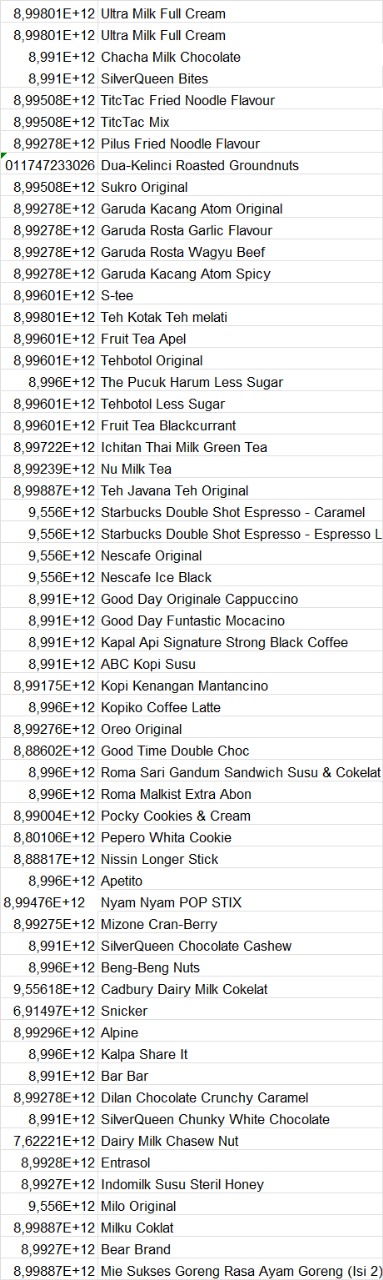 8,99801E+12 Ultra Milk Full Cream
8,99801E+12 Ultra Milk Full Cream
8,991E+12 Chacha Milk Chocolate
8,991E+12 SilverQueen Bites
8,99508E+12 TitcTac Fried Noodle Flavour
8,99508E+12 TitcTac Mix
8,99278E+12 Pilus Fried Noodle Flavour
011747233026 Dua-Kelinci Roasted Groundnuts
8,99508E+12 Sukro Original
8,99278E+12 Garuda Kacang Atom Original
8,99278E+12 Garuda Rosta Garlic Flavour
8,99278E+12 Garuda Rosta Wagyu Beef
8,99278E+12 Garuda Kacang Atom Spicy
8,99601E+12 S-tee
8,99801E+12 Teh Kotak Teh melati
8,99601E+12 Fruit Tea Apel
8,99601E+12 Tehbotol Original
8,996E+12 The Pucuk Harum Less Sugar
8,99601E+12 Tehbotol Less Sugar
8,99601E+12 Fruit Tea Blackcurrant
8,99722E+12 Ichitan Thai Milk Green Tea
8,99239E+12 Nu Milk Tea
8,99887E+12 Teh Javana Teh Original
9,556E+12 Starbucks Double Shot Espresso - Caramel
9,556E+12 Starbucks Double Shot Espresso - Espresso L
9,556E+12 Nescafe Original
9,556E+12 Nescafe Ice Black
8,991E+12 Good Day Originale Cappuccino
8,991E+12 Good Day Funtastic Mocacino
8,991E+12 Kapal Api Signature Strong Black Coffee
8,991E+12 ABC Kopi Susu
8,99175E+12 Kopi Kenangan Mantancino
8,996E+12 Kopiko Coffee Latte
8,99276E+12 Oreo Original
8,88602E+12 Good Time Double Choc
8,996E+12 Roma Sari Gandum Sandwich Susu & Cokelat
8,996E+12 Roma Malkist Extra Abon
8,99004E+12 Pocky Cookies & Cream
8,80106E+12 Pepero Whita Cookie
8,88817E+12 Nissin Longer Stick
8,996E+12 Apetito
8,99476E+12 Nyam Nyam POP STIX
8,99275E+12 Mizone Cran-Berry
8,991E+12 SilverQueen Chocolate Cashew
8,996E+12 Beng-Beng Nuts
9,55618E+12 Cadbury Dairy Milk Cokelat
6,91497E+12 Snicker
8,99296E+12 Alpine
8,996E+12 Kalpa Share It
8,991E+12 Bar Bar
8,99278E+12 Dilan Chocolate Crunchy Caramel
8,991E+12 SilverQueen Chunky White Chocolate
7,62221E+12 Dairy Milk Chasew Nut
8,9928E+12 Entrasol
8,9927E+12 Indomilk Susu Steril Honey
9,556E+12 Milo Original
8,99887E+12 Milku Coklat
8,9927E+12 Bear Brand
8,99887E+12 Mie Sukses Goreng Rasa Ayam Goreng (Isi 2)